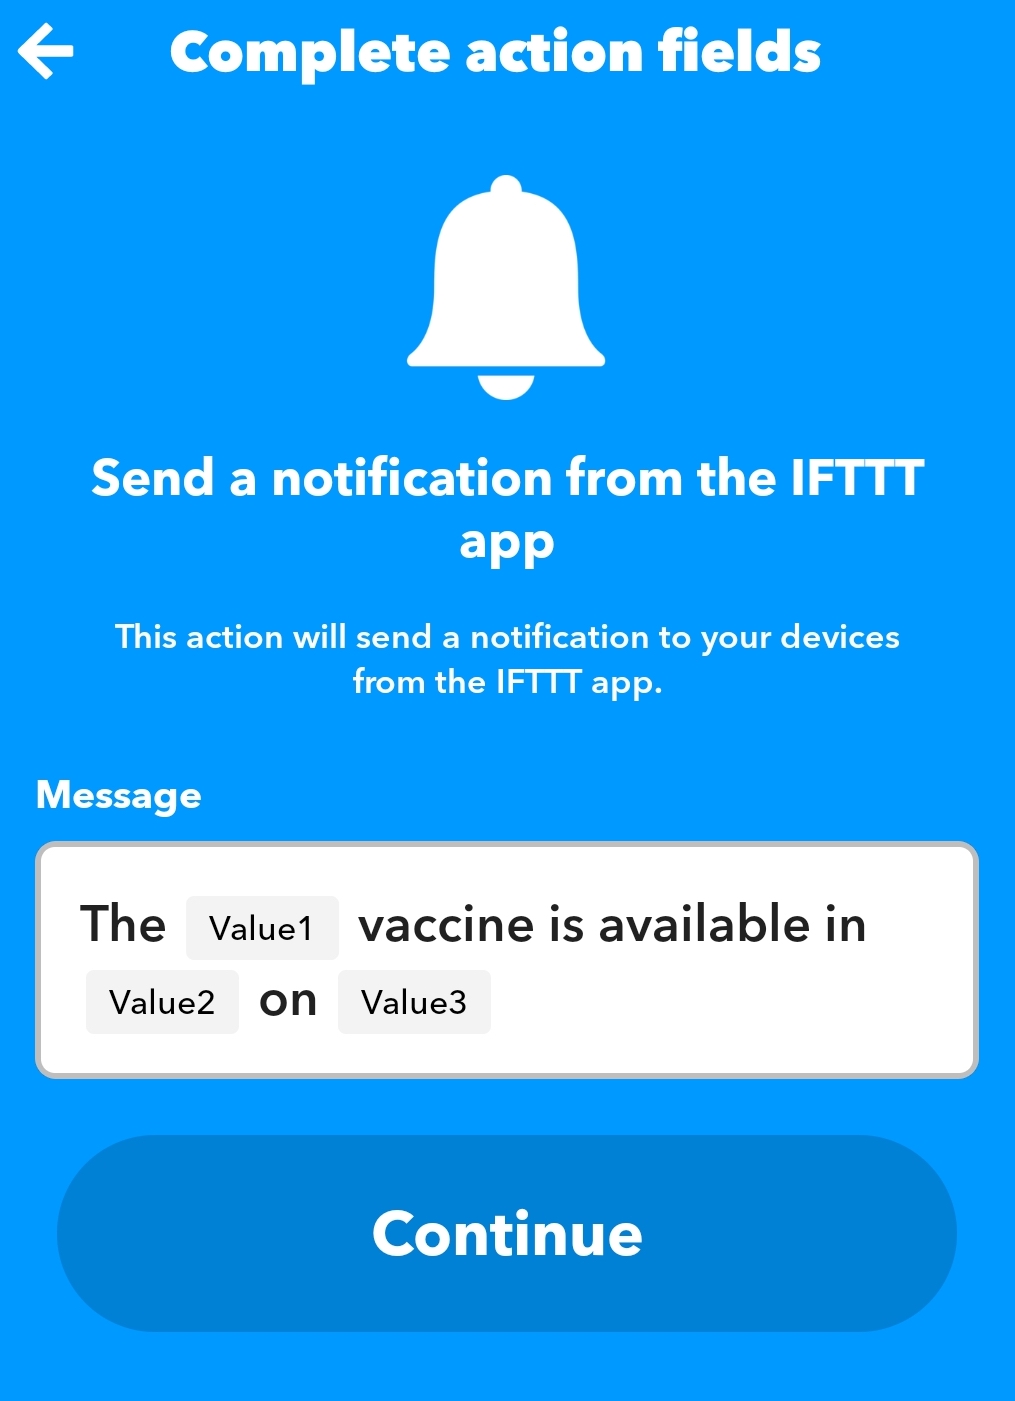 Complete action fields
Send a notification from the IFTTT
app
This action will send a notification to your devices
from the IFTTT app.
Message
The Value1 vaccine is available in
Value2 on Value3
Continue